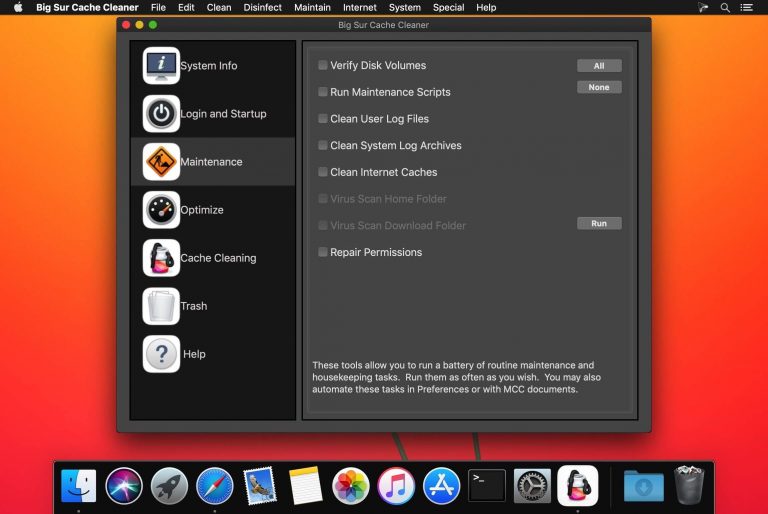 Big Sur Cache Cleaner File Edit Clean Disinfect Maintain Internet System Special Help
Big Sur Cache Cleaner
System Info
Login and Startup
Maintenance
Optimize
Cache Cleaning
Trash
Help
Verify Disk Volumes
All
Run Maintenance Scripts
None
Clean User Log Files
Clean System Log Archives
Clean Internet Caches
Virus Scan Home Folder
Virus Scan Download Folder
Run
Repair Permissions
These tools allow you to run a battery of routine maintenance and
housekeeping tasks. Run them as often as you wish. You may also
automate these tasks in Preferences or with MCC documents.